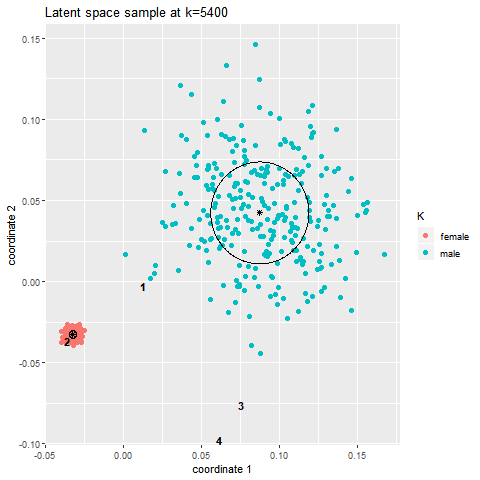 Latent space sample at k=5400
0.15
0.10
0.05
0.00
-0.05
-0.10
coordinate 2
1
2
3
4
-0.05 0.00 0.05 0.10 0.15
coordinate 1
K
female
male